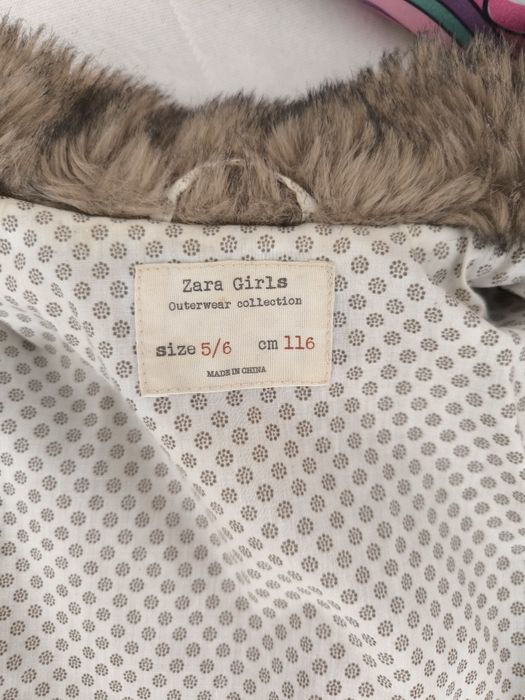 Zara Girls
Outerwear collection
size 5/6 cm 116
MADE IN CHINA